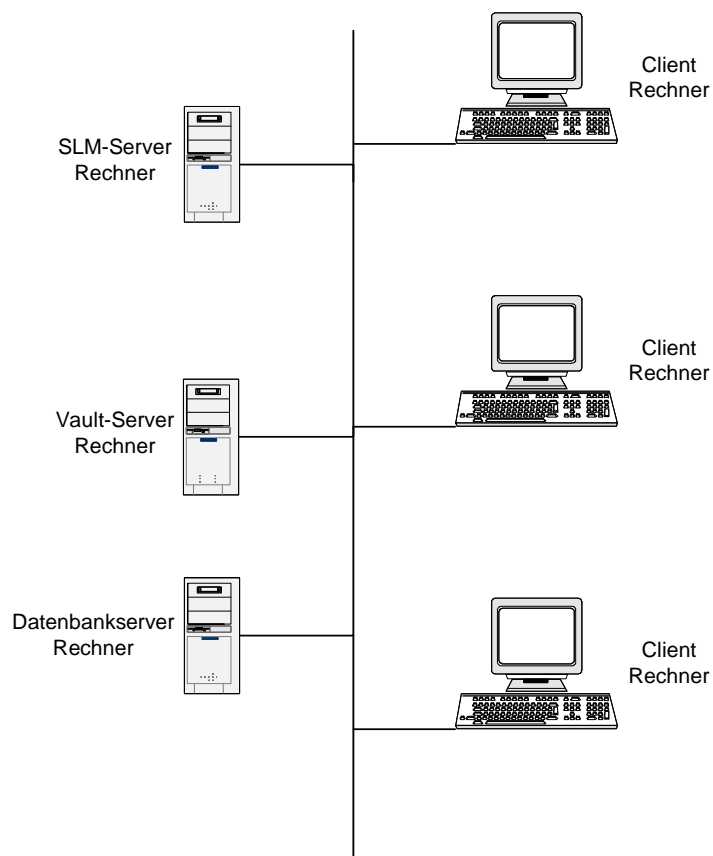 Client
Rechner
SLM-Server
Rechner
Client
Rechner
Vault-Server
Rechner
Datenbankserver
Rechner
Client
Rechner